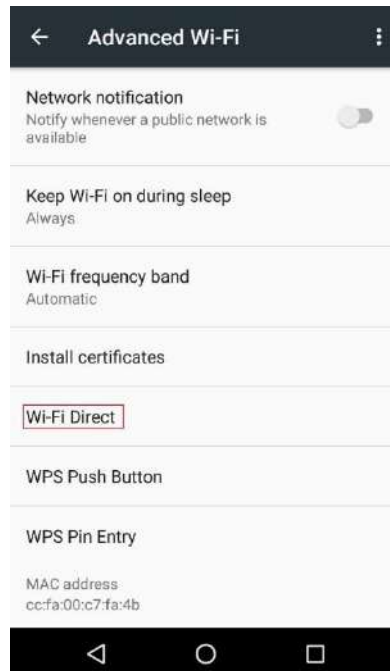 Advanced Wi-Fi
Network notification
Notify whenever a public network is
available
Keep Wi-Fi on during sleep
Always
Wi-Fi frequency band
Automatic
Install certificates
Wi-Fi Direct
WPS Push Button
WPS Pin Entry
MAC address
cc:fa:00:c7:fa:4b